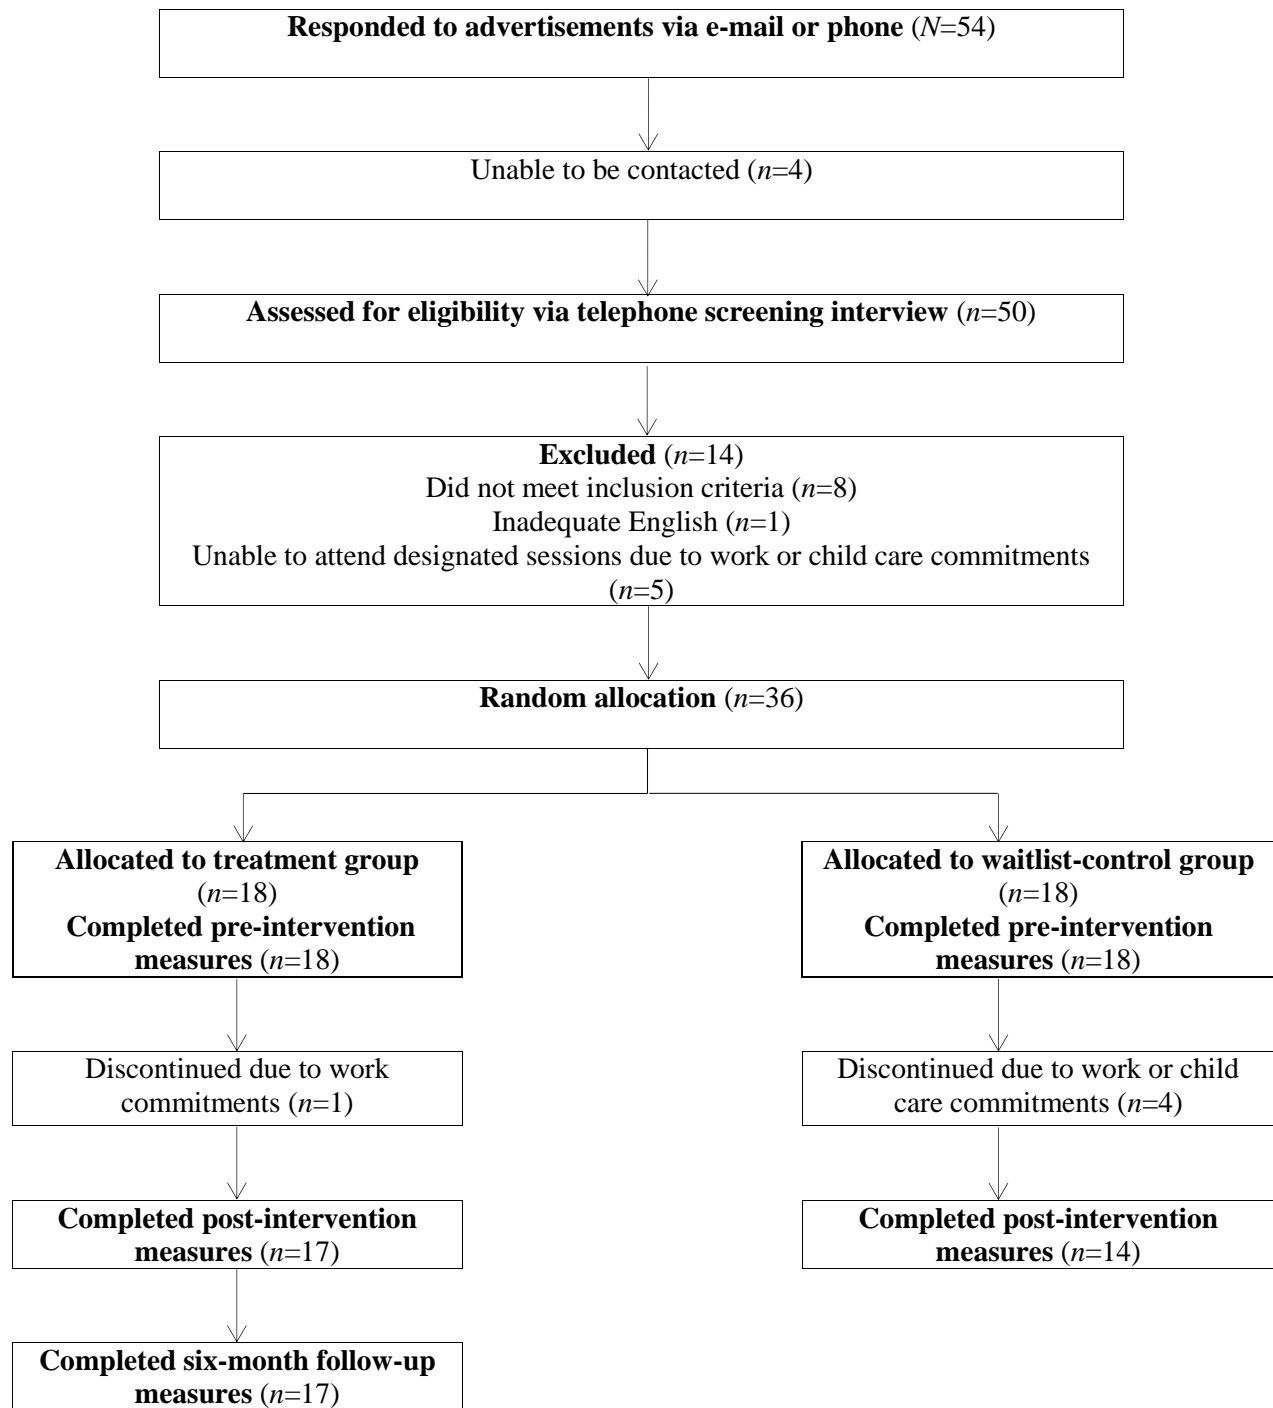 Responded to advertisements via e-mail or phone (N=54)
Unable to be contacted (n=4)
Assessed for eligibility via telephone screening interview (n=50)
Excluded (n=14)
Did not meet inclusion criteria (n=8)
Inadequate English (n=1)
Unable to attend designated sessions due to work or child care commitments
(n=5)
Random allocation (n=36)
Allocated to treatment group
(n=18)
Completed pre-intervention
measures (n=18)
Allocated to waitlist-control group
(n=18)
Completed pre-intervention
measures (n=18)
Discontinued due to work
commitments (n=1)
Discontinued due to work or child
care commitments (n=4)
Completed post-intervention
measures (n=17)
Completed post-intervention
measures (n=14)
Completed six-month follow-up
measures (n=17)